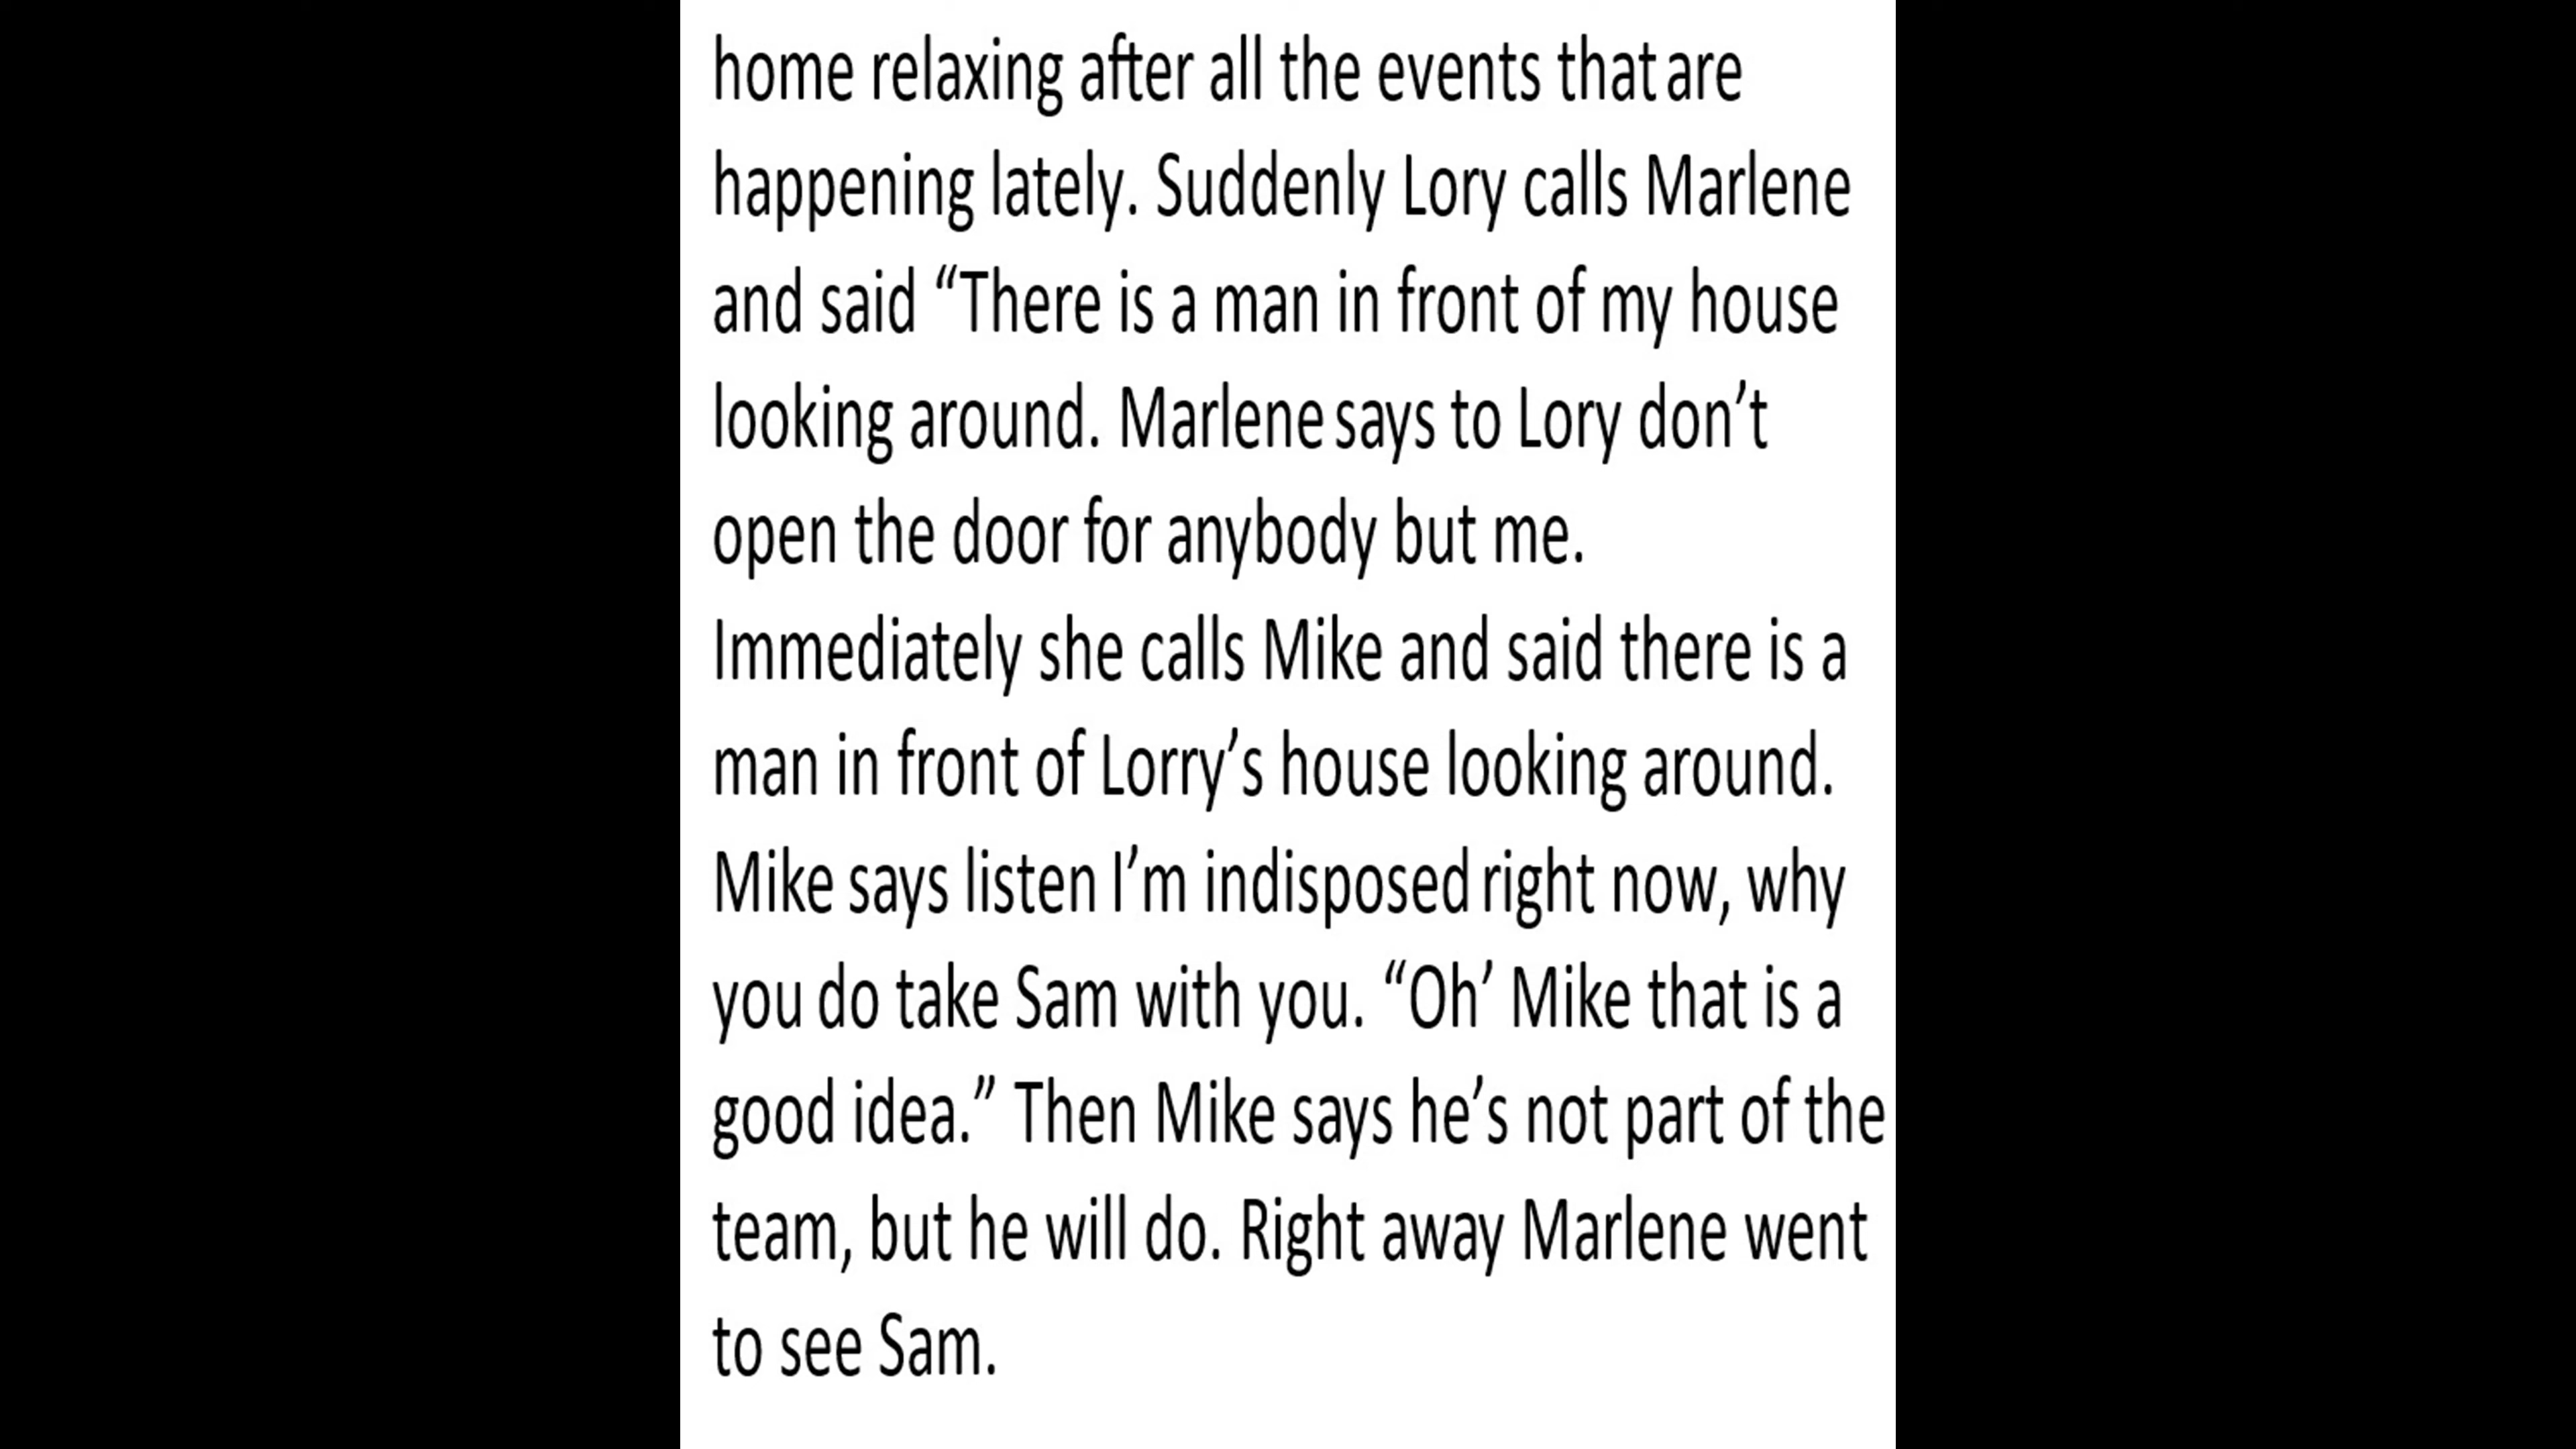 home relaxing after all the events that are
happening lately. Suddenly Lory calls Marlene
and said “There is a man in front of my house
looking around. Marlene says to Lory don’t
open the door for anybody but me.
Immediately she calls Mike and said there is a
man in front of Lorry’s house looking around.
Mike says listen I’m indisposed right now, why
you do take Sam with you. “Oh’ Mike that is a
good idea.” Then Mike says he’s not part of the
team, but he will do. Right away Marlene went
to see Sam.